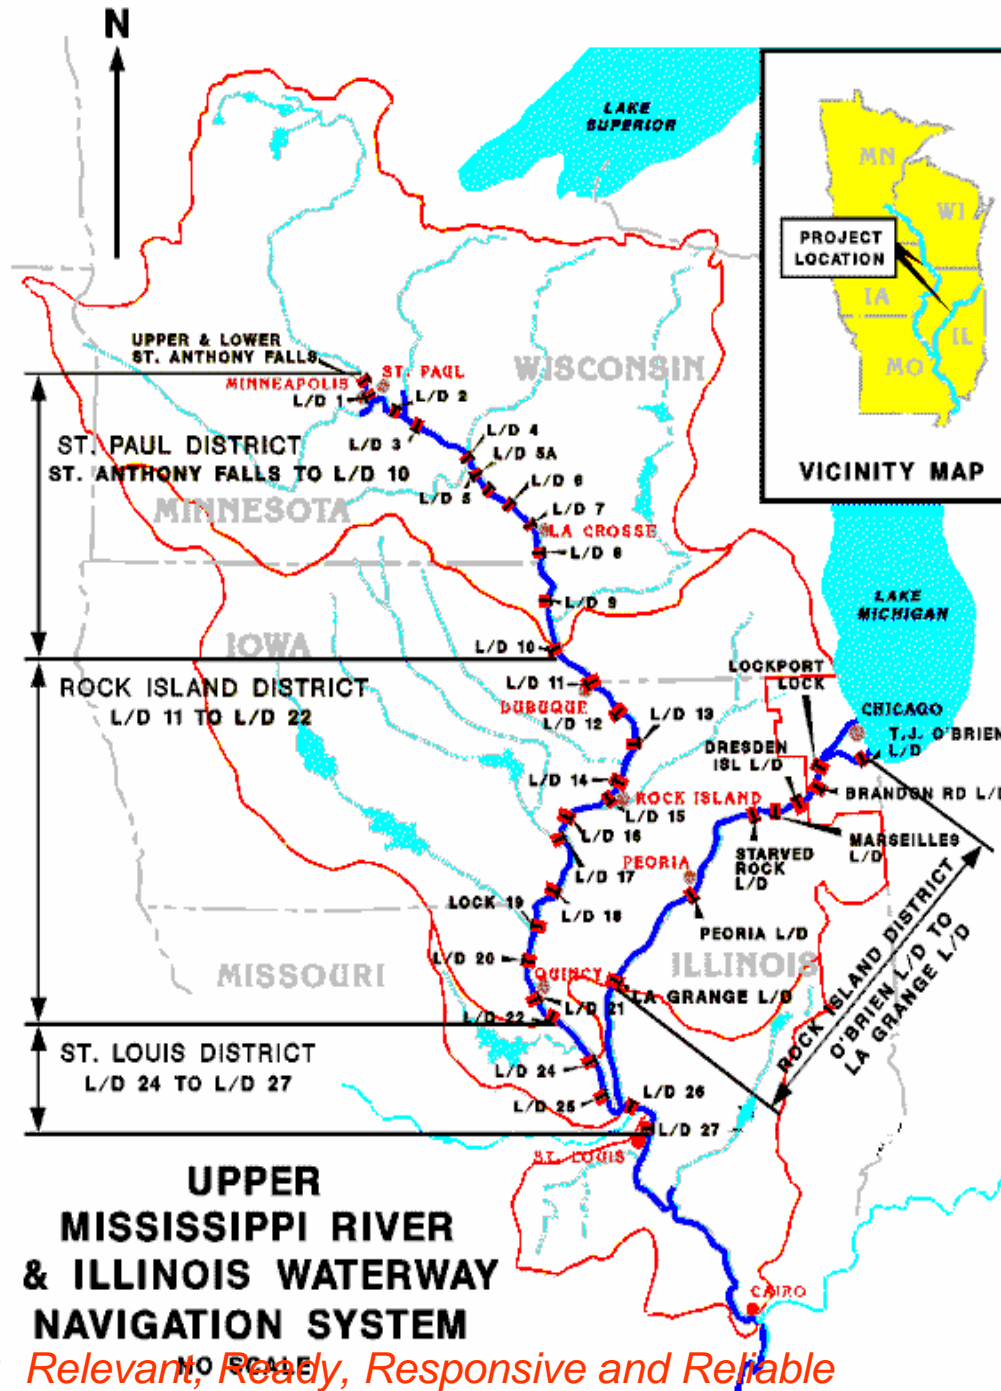 N
LAKE
SUPERIOR
MN
WI
PROJECT
LOCATION
IA
IL
MO
VICINITY MAP
UPPER & LOWER
ST. ANTHONY FALLS
MINNEAPOLIS
ST. PAUL
WISCONSIN
L/D 1
L/D 2
L/D 3
L/D 4
ST. PAUL DISTRICT
ST. ANTHONY FALLS TO L/D 10
L/D 5A
L/D 5
L/D 6
MINNESOTA
L/D 7
LA CROSSE
L/D 8
L/D 9
LAKE
MICHIGAN
IOWA
L/D 10
LOCKPORT
LOCK
ROCK ISLAND DISTRICT
L/D 11 TO L/D 22
L/D 11
DUBUQUE
L/D 12
L/D 13
CHICAGO
T.J. O'BRIEN
L/D
DRESDEN
ISL L/D
L/D 14
ROCK ISLAND
BRANDON RD L/D
L/D 15
L/D 16
MARSEILLES
L/D
STARVED
ROCK
L/D
PEORIA
L/D 17
LOCK 19
L/D 18
PEORIA L/D
ROCK ISLAND DISTRICT
O'BRIEN L/D TO
LA GRANGE L/D
L/D 20
MISSOURI
QUINCY
ILLINOIS
LA GRANGE L/D
L/D 21
L/D 22
ST. LOUIS DISTRICT
L/D 24 TO L/D 27
L/D 24
L/D 25
L/D 26
L/D 27
ST. LOUIS
UPPER
MISSISSIPPI RIVER
& ILLINOIS WATERWAY
NAVIGATION SYSTEM
NO SCALE
CAIRO
Relevant, Ready, Responsive and Reliable